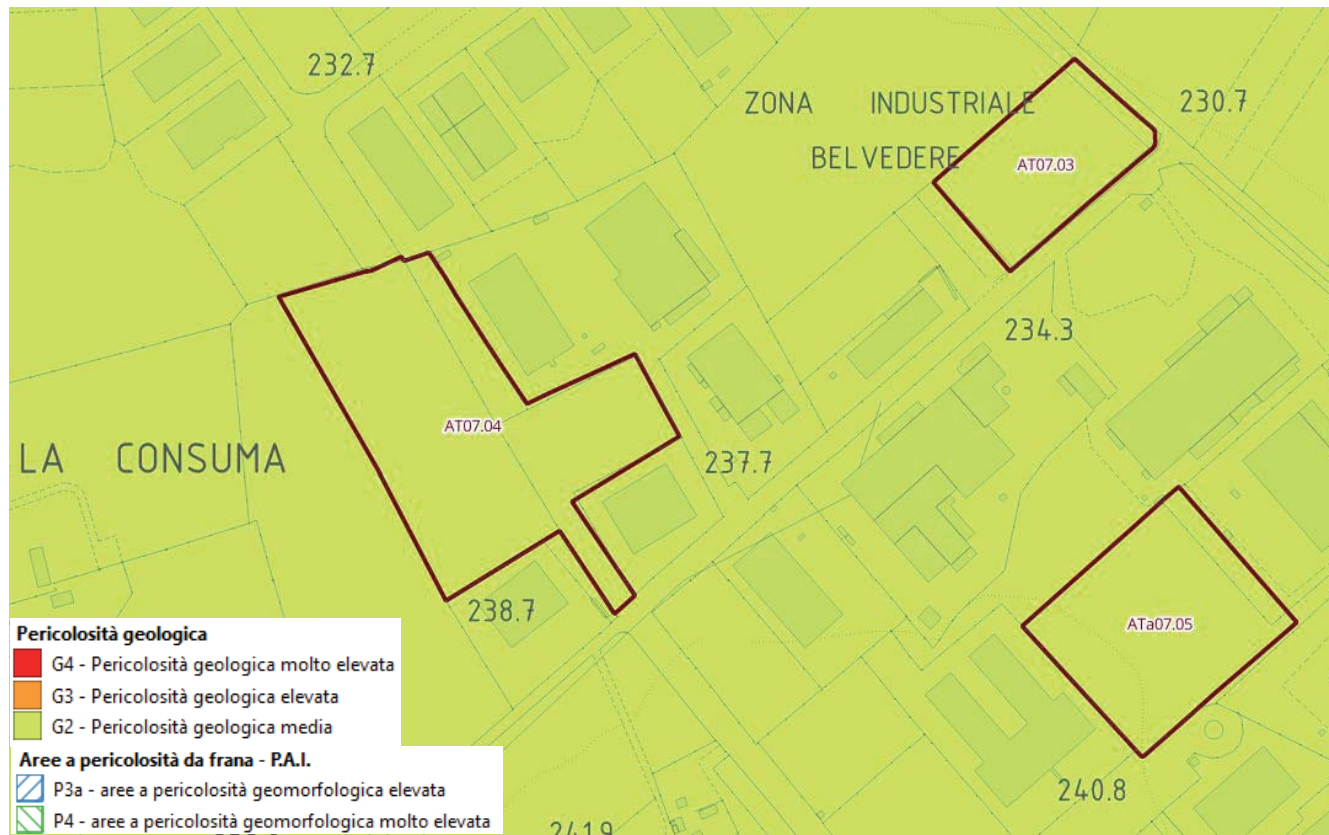 232.7
ZONA INDUSTRIALE
230.7
BELVEDERE
AT07.03
234.3
AT07.04
LA CONSUMA
237.7
238.7
ATa07.05
240.8
241.9
Pericolosità geologica
G4 - Pericolosità geologica molto elevata
G3 - Pericolosità geologica elevata
G2 - Pericolosità geologica media
Aree a pericolosità da frana - P.A.I.
P3a - aree a pericolosità geomorfologica elevata
P4 - aree a pericolosità geomorfologica molto elevata